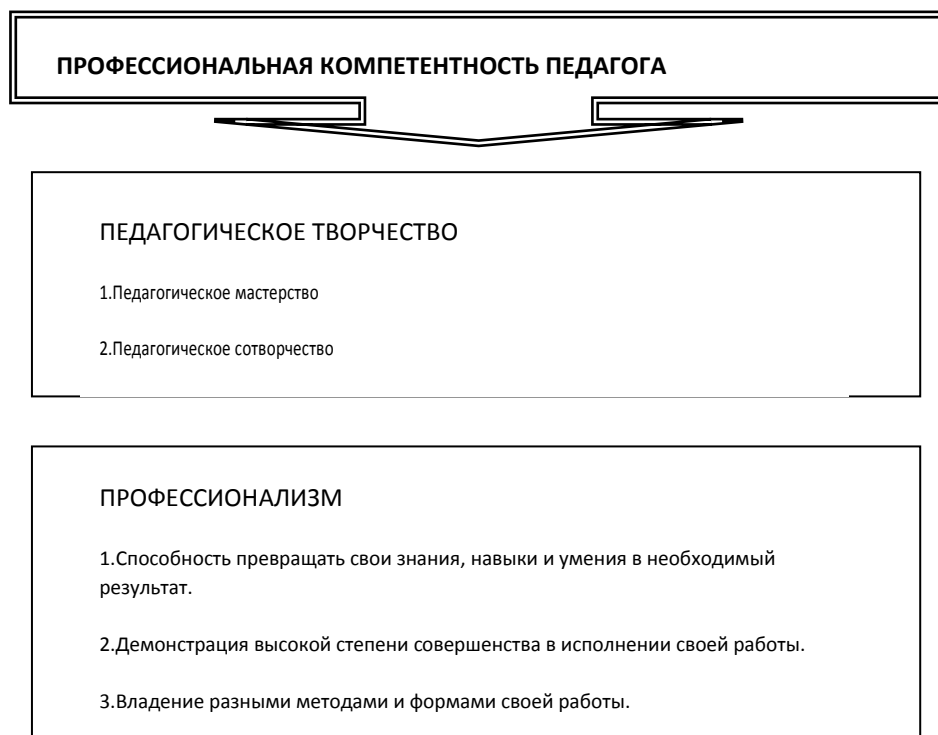 ПРОФЕССИОНАЛЬНАЯ КОМПЕТЕНТНОСТЬ ПЕДАГОГА
ПЕДАГОГИЧЕСКОЕ ТВОРЧЕСТВО
1.Педагогическое мастерство
2.Педагогическое сотворчество
ПРОФЕССИОНАЛИЗМ
1.Способность превращать свои знания, навыки и умения в необходимый
результат.
2.Демонстрация высокой степени совершенства в исполнении своей работы.
3.Владение разными методами и формами своей работы.